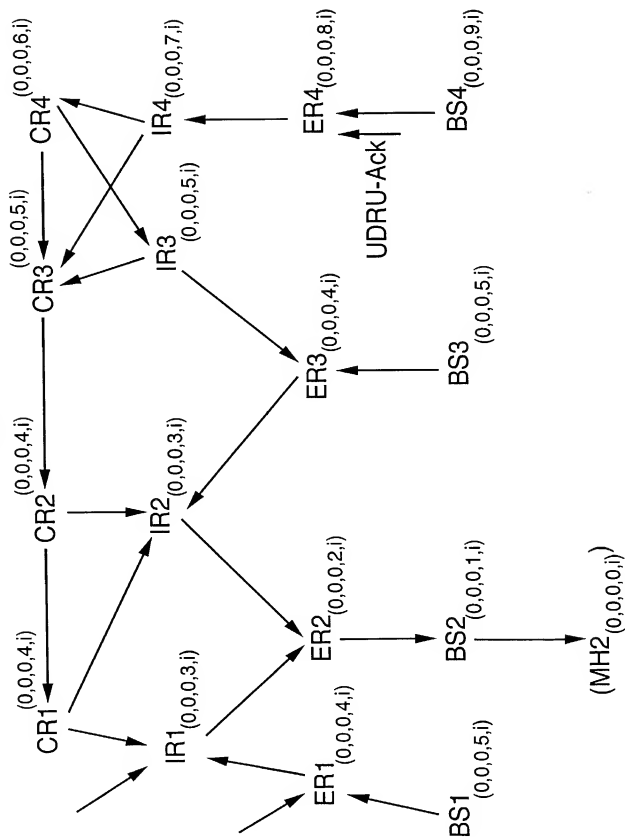 CR1(0,0,0,4,i)
CR2(0,0,0,4,i)
CR3(0,0,0,5,i)
CR4(0,0,0,6,i)
IR1(0,0,0,3,i)
IR2(0,0,0,3,i)
IR3(0,0,0,5,i)
IR4(0,0,0,7,i)
ER1(0,0,0,4,i)
ER2(0,0,0,2,i)
ER3(0,0,0,4,i)
ER4(0,0,0,8,i)
UDRU-Ack
BS1(0,0,0,5,i)
BS2(0,0,0,1,i)
BS3(0,0,0,5,i)
BS4(0,0,0,9,i)
(MH2(0,0,0,0,i))